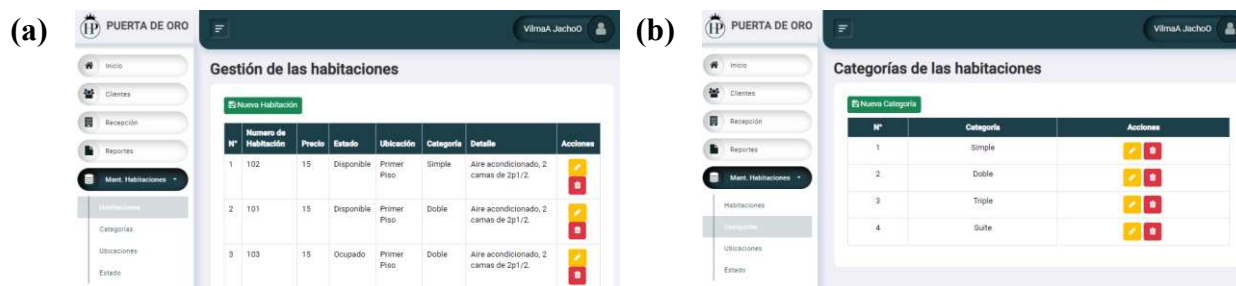 (a)
PUERTA DE ORO
VilmaA JachoO
Inicio
Clientes
Recepción
Reportes
Mant. Habitaciones
Habitaciones
Categorías
Ubicaciones
Estado
Gestión de las habitaciones
Nueva Habitación
N° Numero de Habitación Precio Estado Ubicación Categoría Detalle Acciones
1 102 15 Disponible Primer Piso Simple Aire acondicionado, 2 camas de 2p1/2.
2 101 15 Disponible Primer Piso Doble Aire acondicionado, 2 camas de 2p1/2.
3 103 15 Ocupado Primer Piso Doble Aire acondicionado, 2 camas de 2p1/2.
(b)
PUERTA DE ORO
VilmaA JachoO
Inicio
Clientes
Recepción
Reportes
Mant. Habitaciones
Habitaciones
Categorías
Ubicaciones
Estado
Categorías de las habitaciones
Nueva Categoría
N° Categoría Acciones
1 Simple
2 Doble
3 Triple
4 Suite